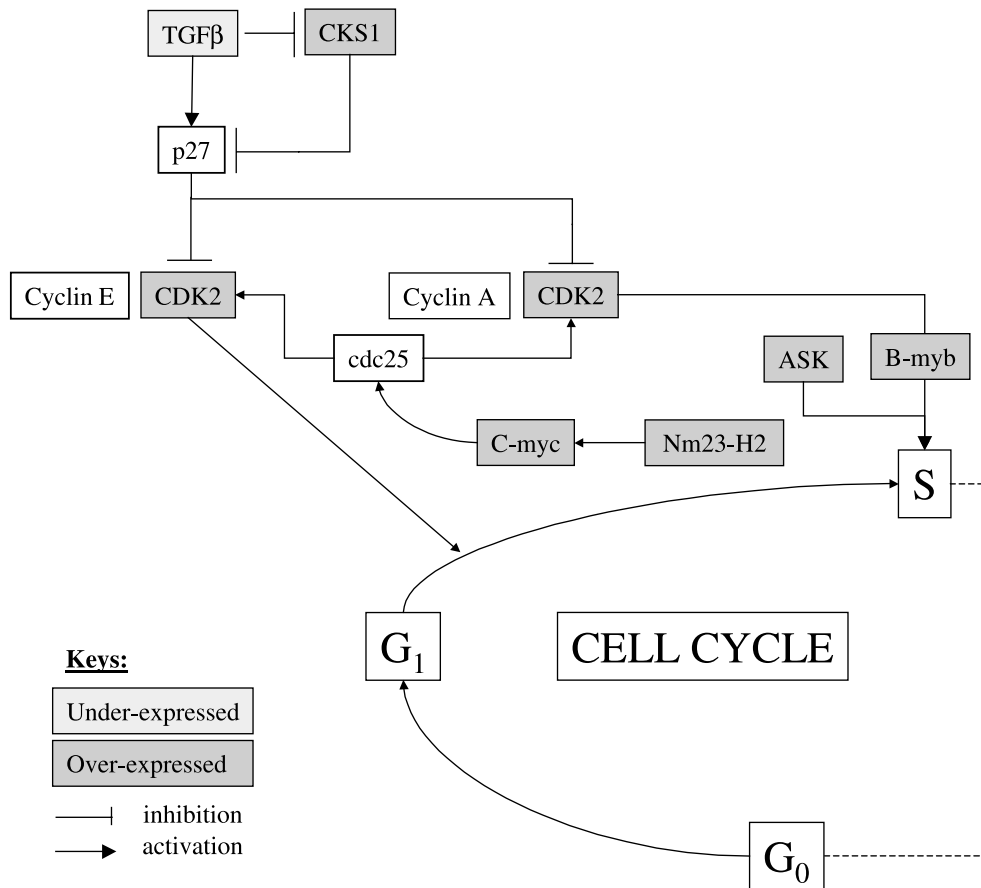 TGFβ
CKS1
p27
Cyclin E
CDK2
Cyclin A
CDK2
cdc25
ASK
B-myb
C-myc
Nm23-H2
S
G₁
CELL CYCLE
Keys:
Under-expressed
Over-expressed
inhibition
activation
G₀